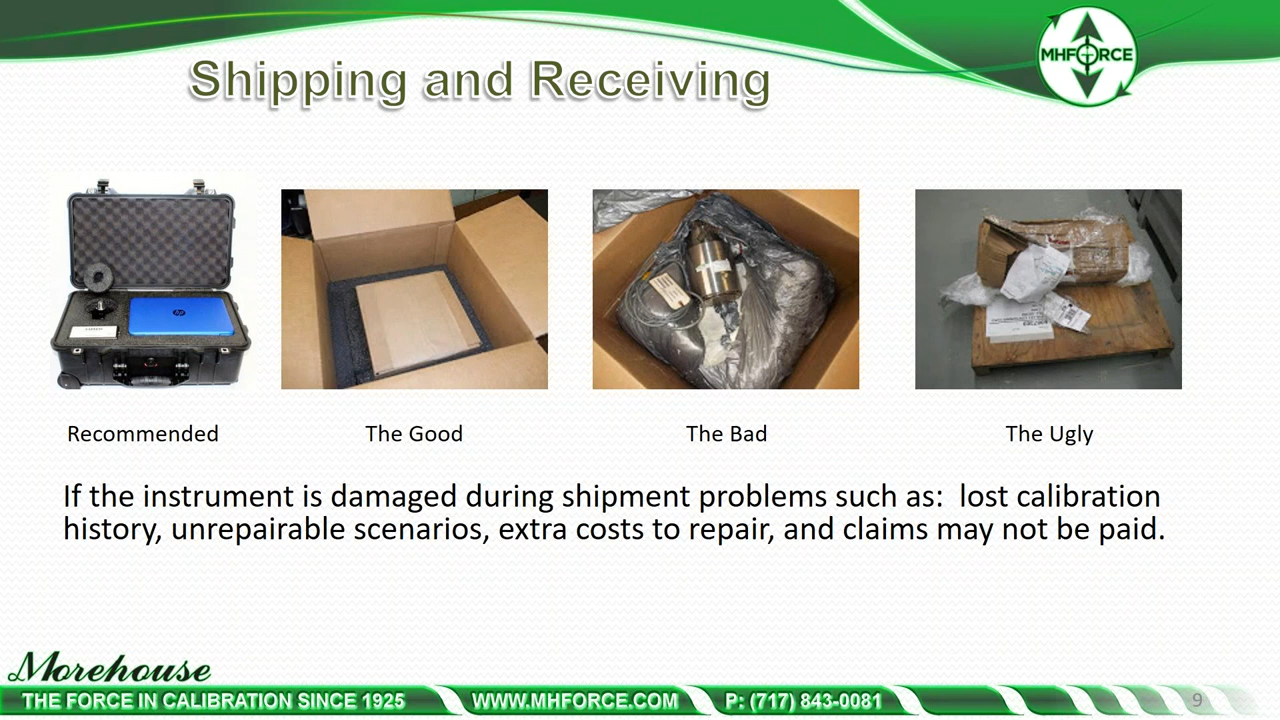 Shipping and Receiving
MHFORCE
Recommended
The Good
The Bad
The Ugly
If the instrument is damaged during shipment problems such as:  lost calibration
history, unrepairable scenarios, extra costs to repair, and claims may not be paid.
Morehouse
THE FORCE IN CALIBRATION SINCE 1925
WWW.MHFORCE.COM
P: (717) 843-0081
9